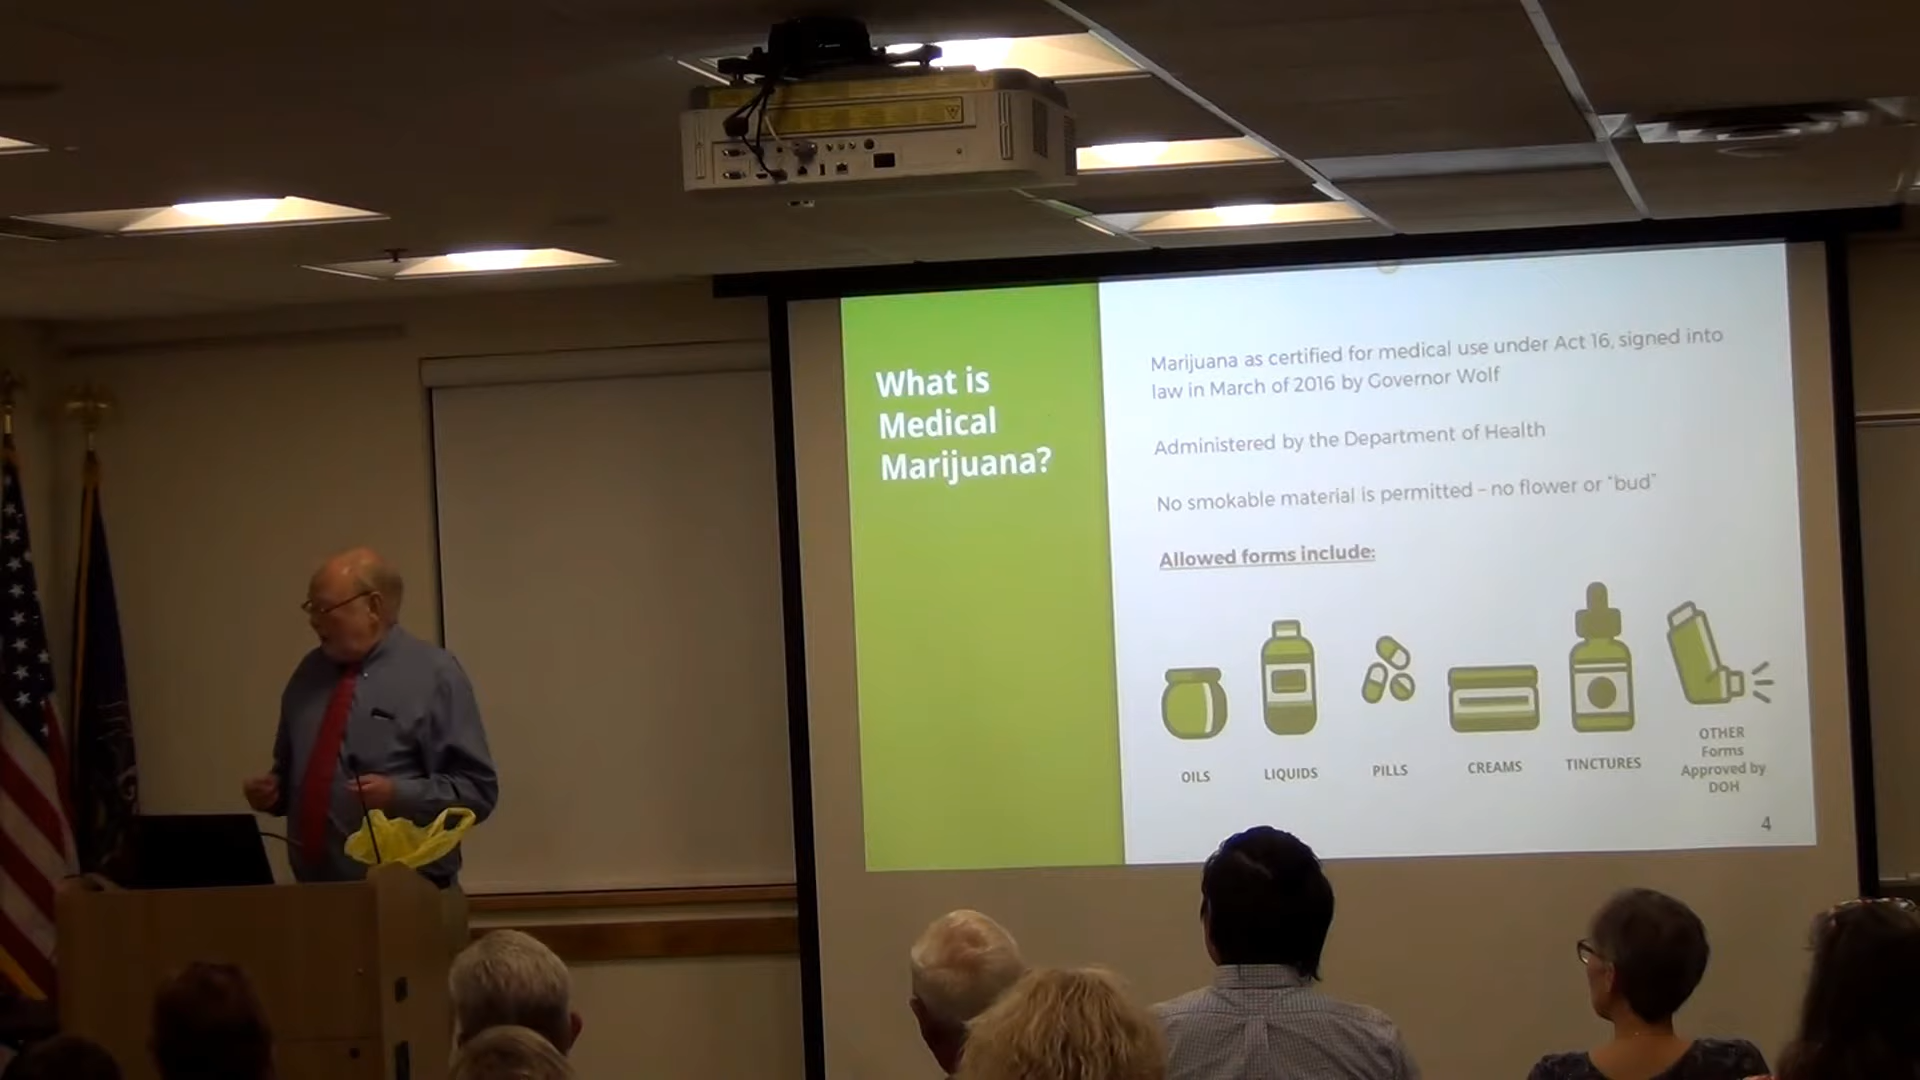 What is
Medical
Marijuana?
Marijuana as certified for medical use under Act 16, signed into
law in March of 2016 by Governor Wolf
Administered by the Department of Health
No smokable material is permitted – no flower or "bud"
Allowed forms include:
OILS
LIQUIDS
PILLS
CREAMS
TINCTURES
OTHER
Forms
Approved by
DOH
4